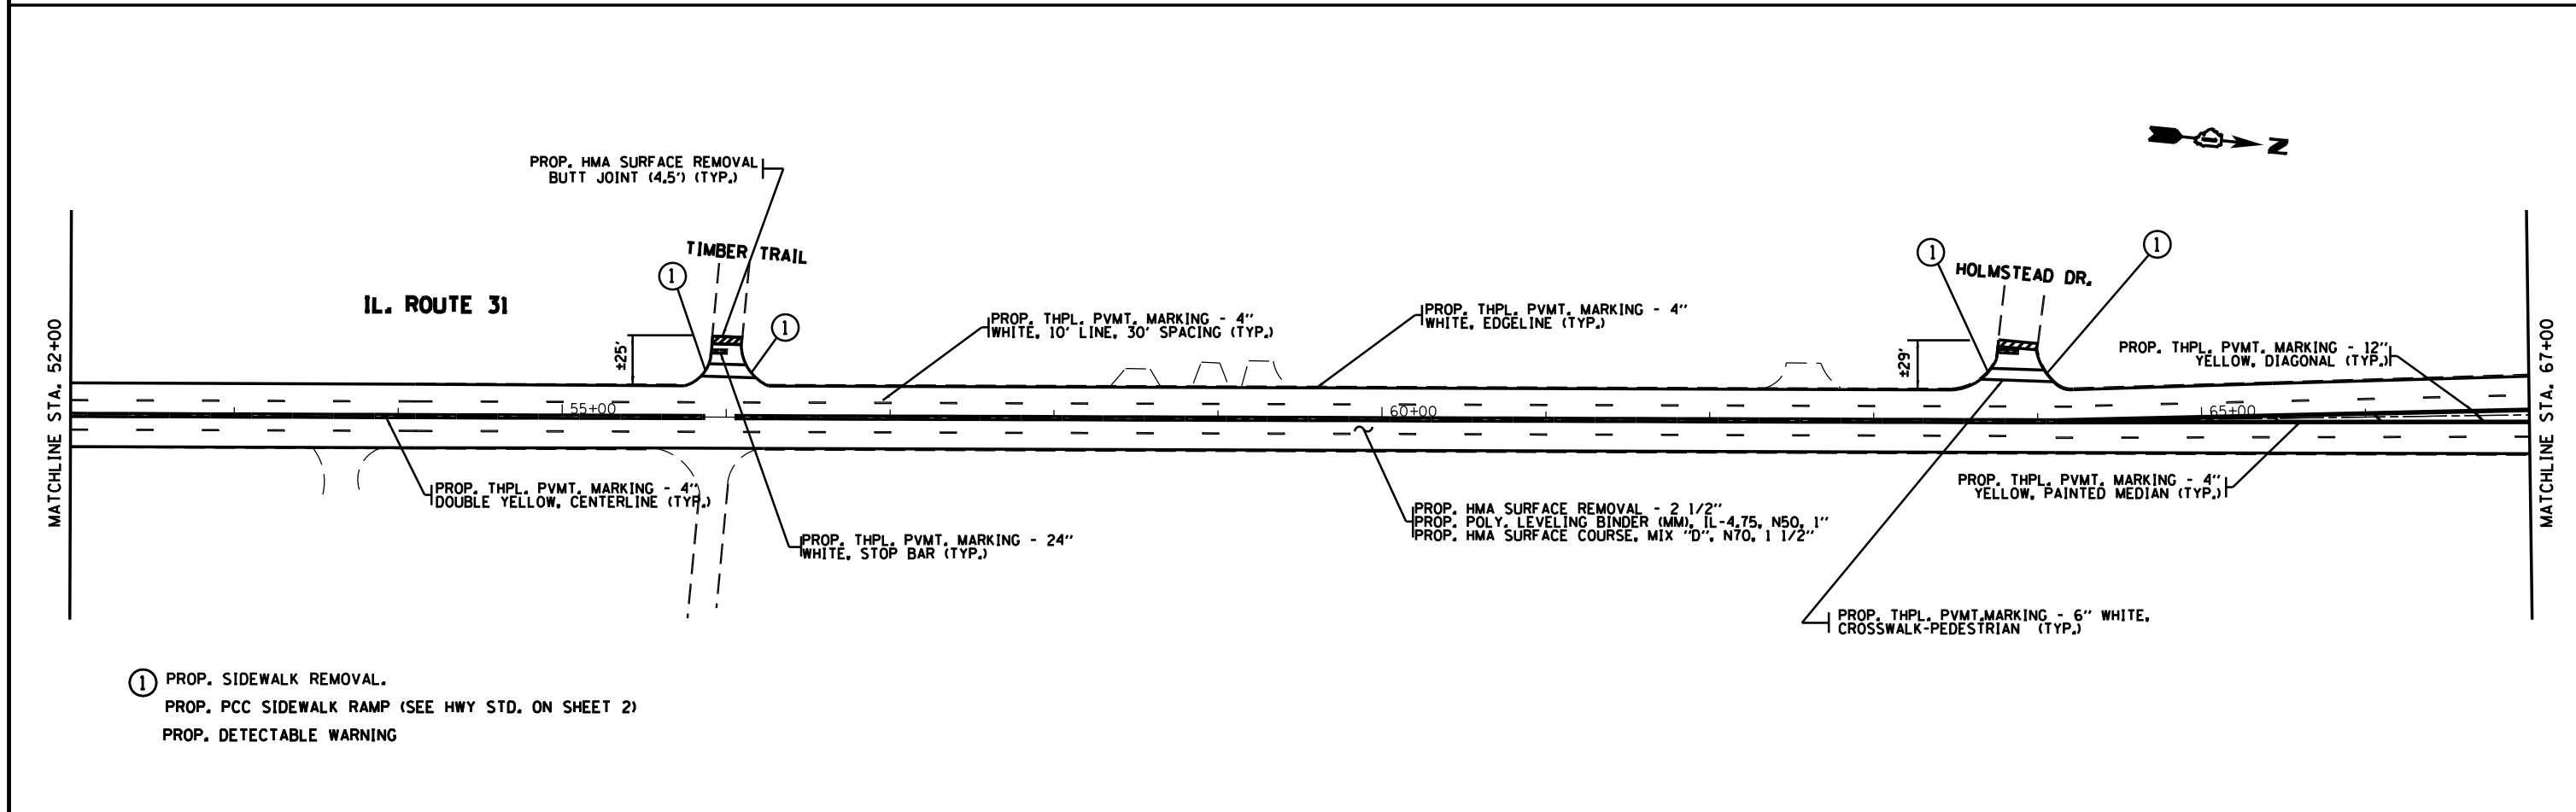 N
PROP. HMA SURFACE REMOVAL
BUTT JOINT (4.5') (TYP.)
TIMBER TRAIL
1
1
IL. ROUTE 31
±25'
PROP. THPL. PVMT. MARKING - 4"
WHITE, 10' LINE, 30' SPACING (TYP.)
PROP. THPL. PVMT. MARKING - 4"
WHITE, EDGELINE (TYP.)
1
1
HOLMSTEAD DR.
±29'
PROP. THPL. PVMT. MARKING - 12"
YELLOW, DIAGONAL (TYP.)
MATCHLINE STA. 52+00
55+00
60+00
65+00
MATCHLINE STA. 67+00
PROP. THPL. PVMT. MARKING - 4"
DOUBLE YELLOW, CENTERLINE (TYP.)
PROP. THPL. PVMT. MARKING - 24"
WHITE, STOP BAR (TYP.)
PROP. HMA SURFACE REMOVAL - 2 1/2"
PROP. POLY. LEVELING BINDER (MM), IL-4.75, N50, 1"
PROP. HMA SURFACE COURSE, MIX "D", N70, 1 1/2"
PROP. THPL. PVMT. MARKING - 4"
YELLOW, PAINTED MEDIAN (TYP.)
PROP. THPL. PVMT.MARKING - 6" WHITE,
CROSSWALK-PEDESTRIAN (TYP.)
1 PROP. SIDEWALK REMOVAL.
PROP. PCC SIDEWALK RAMP (SEE HWY STD. ON SHEET 2)
PROP. DETECTABLE WARNING